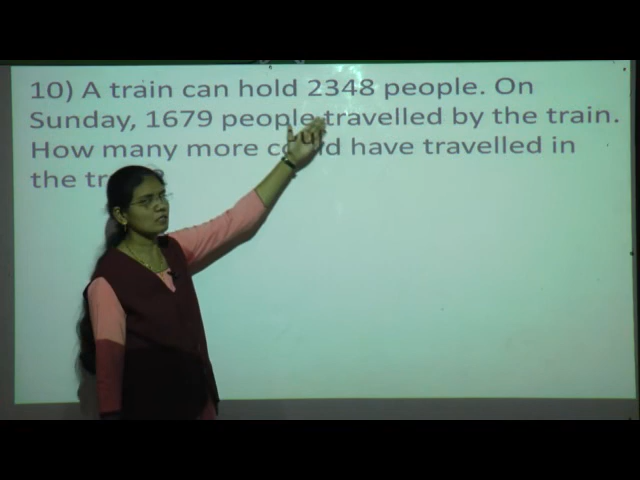 10) A train can hold 2348 people. On
Sunday, 1679 people travelled by the train.
How many more could have travelled in
the